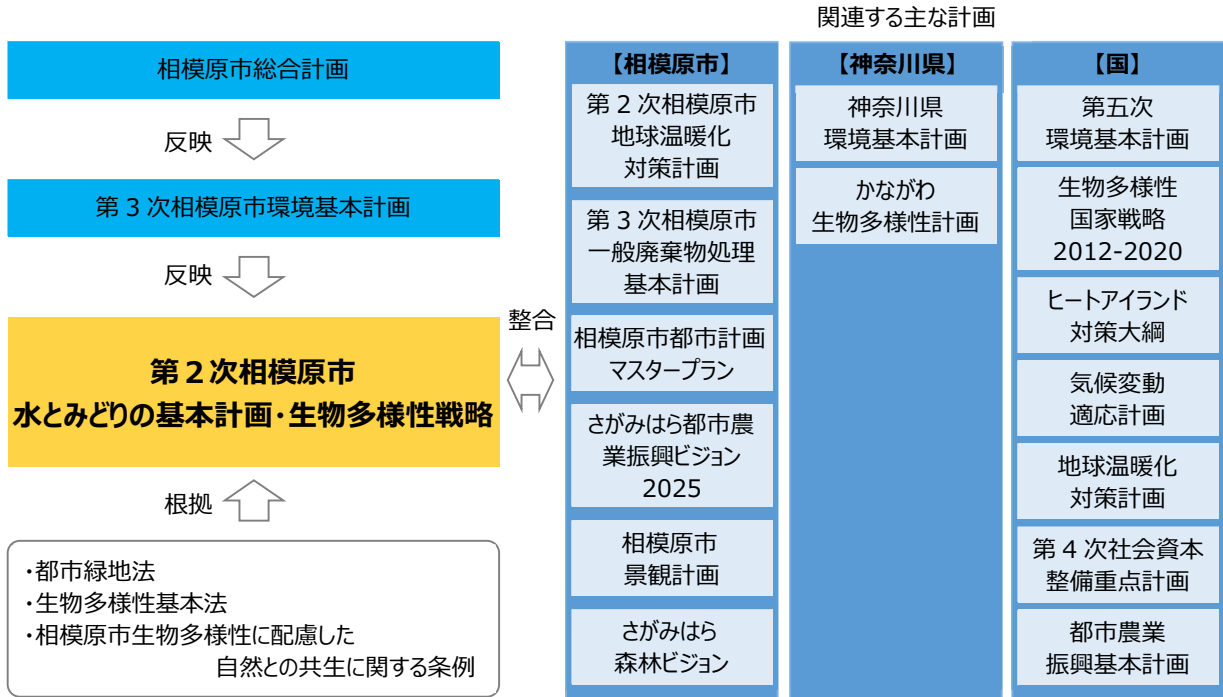 関連する主な計画
相模原市総合計画
反映
第3次相模原市環境基本計画
反映
第2次相模原市
水とみどりの基本計画・生物多様性戦略
根拠
・都市緑地法
・生物多様性基本法
・相模原市生物多様性に配慮した
自然との共生に関する条例
整合
【相模原市】
第2次相模原市
地球温暖化
対策計画
第3次相模原市
一般廃棄物処理
基本計画
相模原市都市計画
マスタープラン
さがみはら都市農
業振興ビジョン
2025
相模原市
景観計画
さがみはら
森林ビジョン
【神奈川県】
神奈川県
環境基本計画
かながわ
生物多様性計画
【国】
第五次
環境基本計画
生物多様性
国家戦略
2012-2020
ヒートアイランド
対策大綱
気候変動
適応計画
地球温暖化
対策計画
第4次社会資本
整備重点計画
都市農業
振興基本計画